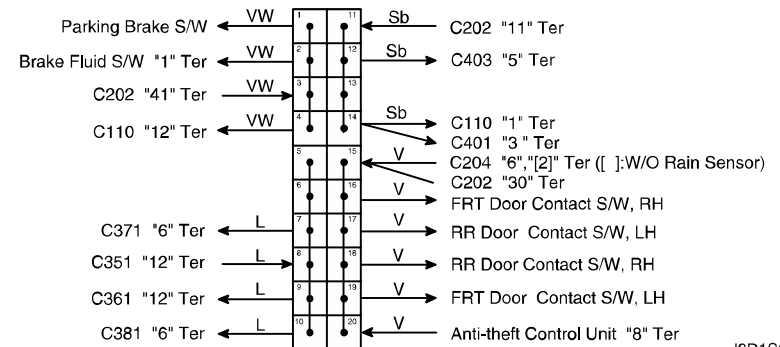 Parking Brake S/W VW 1 11 Sb C202 "11" Ter
Brake Fluid S/W "1" Ter VW 2 12 Sb C403 "5" Ter
C202 "41" Ter VW 3 13
C110 "12" Ter VW 4 14 Sb C110 "1" Ter
C401 "3 " Ter
5 15 V C204 "6","[2]" Ter ([ ]:W/O Rain Sensor)
C202 "30" Ter
6 16 V FRT Door Contact S/W, RH
C371 "6" Ter L 7 17 V RR Door Contact S/W, LH
C351 "12" Ter L 8 18 V RR Door Contact S/W, RH
C361 "12" Ter L 9 19 V FRT Door Contact S/W, LH
C381 "6" Ter L 10 20 V Anti-theft Control Unit "8" Ter